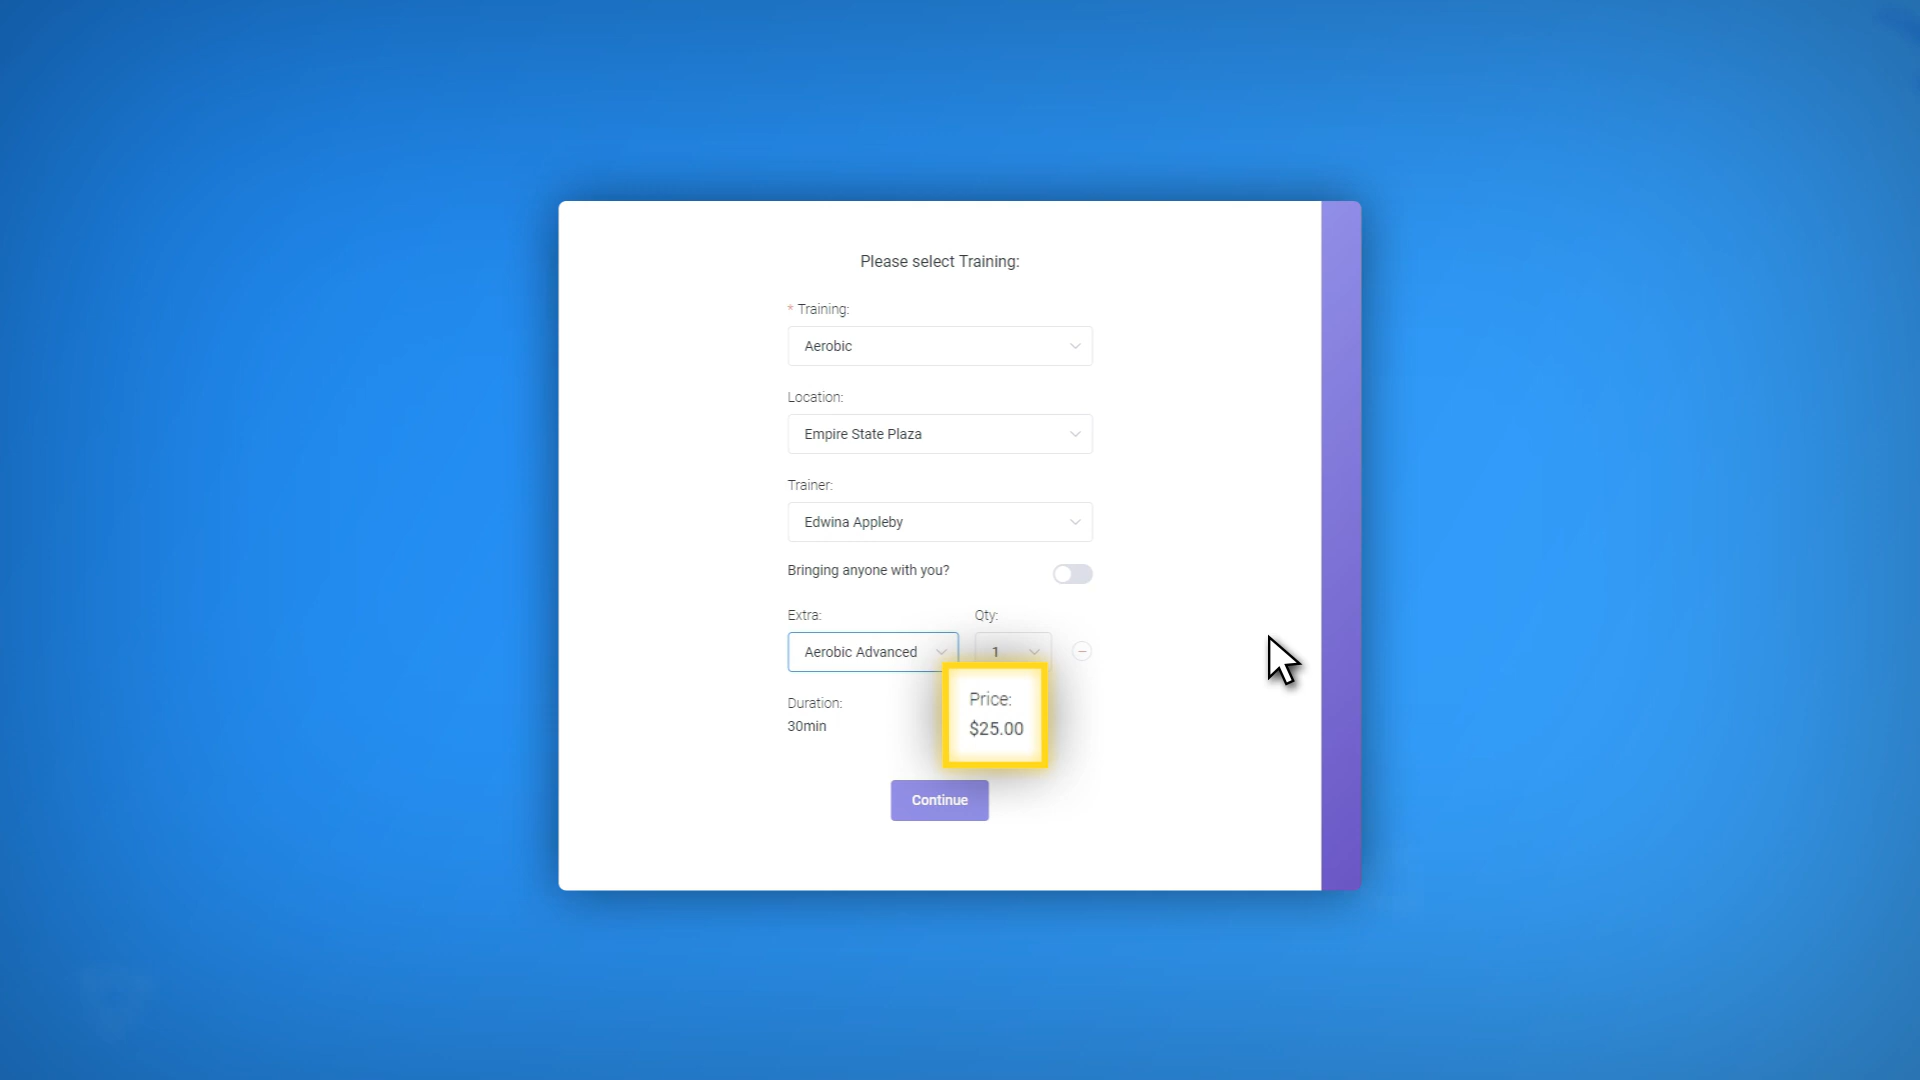 Please select Training:
* Training:
Aerobic
Location:
Empire State Plaza
Trainer:
Edwina Appleby
Bringing anyone with you?
Extra: Qty:
Aerobic Advanced 1
Duration: Price:
30min $25.00
Continue